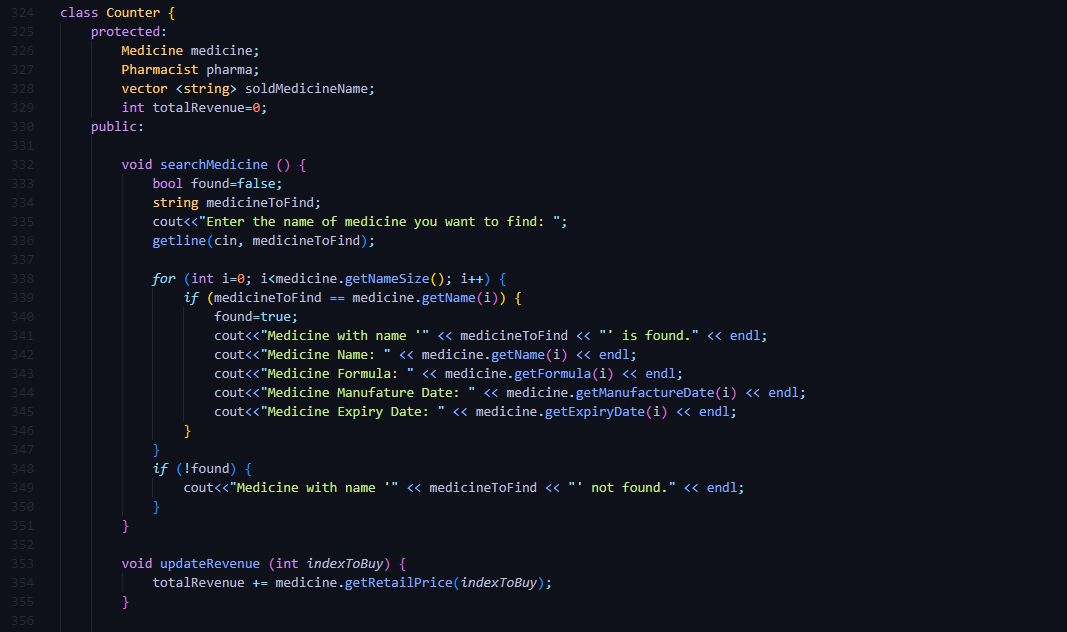 324 class Counter {
325     protected:
326         Medicine medicine;
327         Pharmacist pharma;
328         vector <string> soldMedicineName;
329         int totalRevenue=0;
330     public:
331
332         void searchMedicine () {
333             bool found=false;
334             string medicineToFind;
335             cout<<"Enter the name of medicine you want to find: ";
336             getline(cin, medicineToFind);
337
338             for (int i=0; i<medicine.getNameSize(); i++) {
339                 if (medicineToFind == medicine.getName(i)) {
340                     found=true;
341                     cout<<"Medicine with name '" << medicineToFind << "' is found." << endl;
342                     cout<<"Medicine Name: " << medicine.getName(i) << endl;
343                     cout<<"Medicine Formula: " << medicine.getFormula(i) << endl;
344                     cout<<"Medicine Manufature Date: " << medicine.getManufactureDate(i) << endl;
345                     cout<<"Medicine Expiry Date: " << medicine.getExpiryDate(i) << endl;
346                 }
347             }
348             if (!found) {
349                 cout<<"Medicine with name '" << medicineToFind << "' not found." << endl;
350             }
351         }
352
353         void updateRevenue (int indexToBuy) {
354             totalRevenue += medicine.getRetailPrice(indexToBuy);
355         }
356